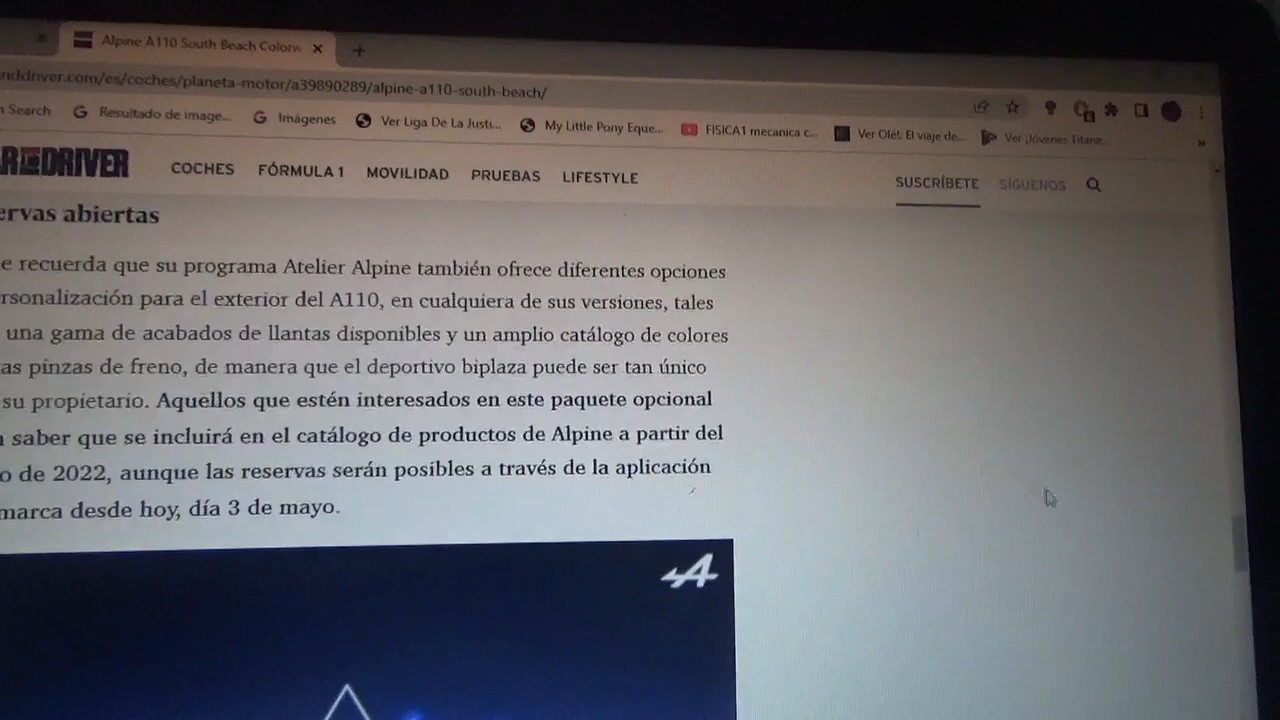 Alpine A110 South Beach Colorw
nddriver.com/es/coches/planeta-motor/a39890289/alpine-a110-south-beach/
Search
Resultado de image...
Imágenes
Ver Liga De La Justi...
My Little Pony Eque...
FISICA1 mecanica c...
Ver Olé!: El viaje de...
Ver ¡Jóvenes Titane...
DRIVER
COCHES FÓRMULA 1 MOVILIDAD PRUEBAS LIFESTYLE
SUSCRÍBETE SÍGUENOS
ervas abiertas
e recuerda que su programa Atelier Alpine también ofrece diferentes opciones
rsonalización para el exterior del A110, en cualquiera de sus versiones, tales
una gama de acabados de llantas disponibles y un amplio catálogo de colores
as pinzas de freno, de manera que el deportivo biplaza puede ser tan único
su propietario. Aquellos que estén interesados en este paquete opcional
saber que se incluirá en el catálogo de productos de Alpine a partir del
o de 2022, aunque las reservas serán posibles a través de la aplicación
marca desde hoy, día 3 de mayo.